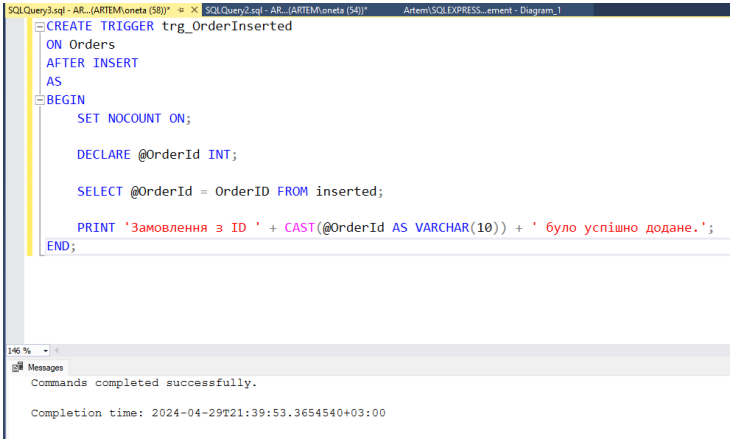 SQLQuery3.sql - AR...(ARTEM\oneta (58))* SQLQuery2.sql - AR...(ARTEM\oneta (54))* Artem\SQLEXPRESS...ement - Diagram_1
CREATE TRIGGER trg_OrderInserted
ON Orders
AFTER INSERT
AS
BEGIN
SET NOCOUNT ON;
DECLARE @OrderId INT;
SELECT @OrderId = OrderID FROM inserted;
PRINT 'Замовлення з ID ' + CAST(@OrderId AS VARCHAR(10)) + ' було успішно додане.';
END;
146 %
Messages
Commands completed successfully.
Completion time: 2024-04-29T21:39:53.3654540+03:00